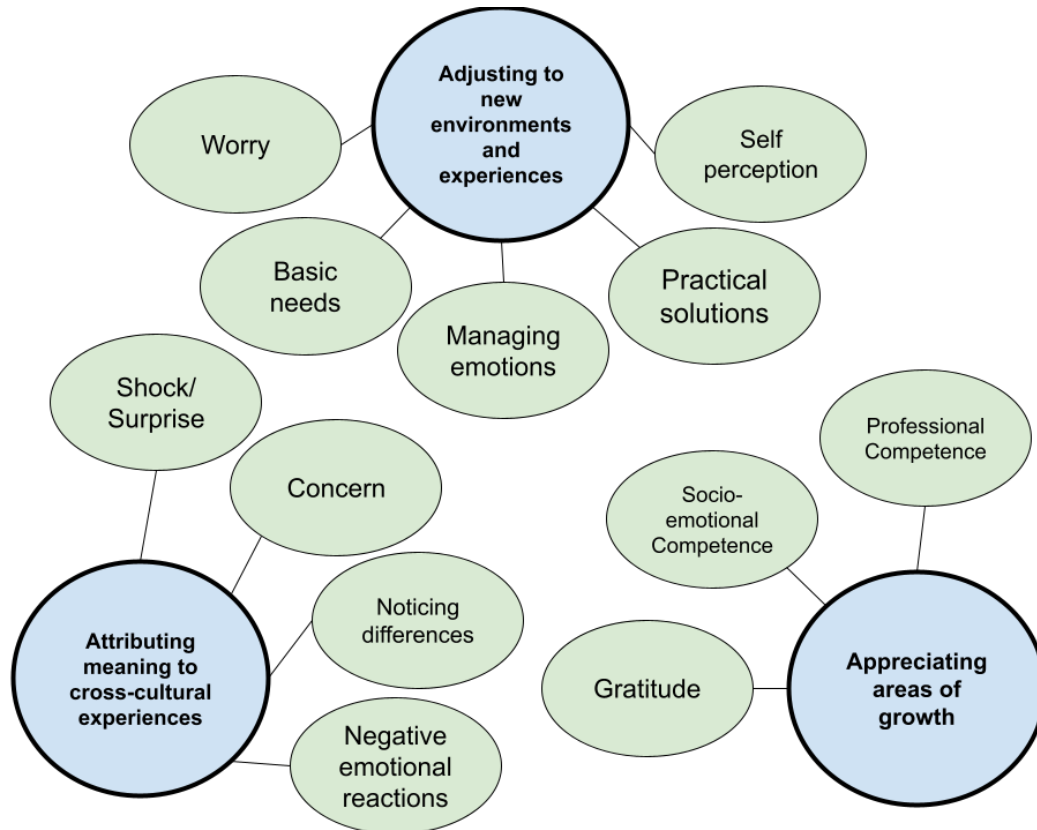 Adjusting to
new
environments
and
experiences
Worry
Self
perception
Basic
needs
Practical
solutions
Managing
emotions
Shock/
Surprise
Concern
Noticing
differences
Negative
emotional
reactions
Attributing
meaning to
cross-cultural
experiences
Professional
Competence
Socio-
emotional
Competence
Gratitude
Appreciating
areas of
growth